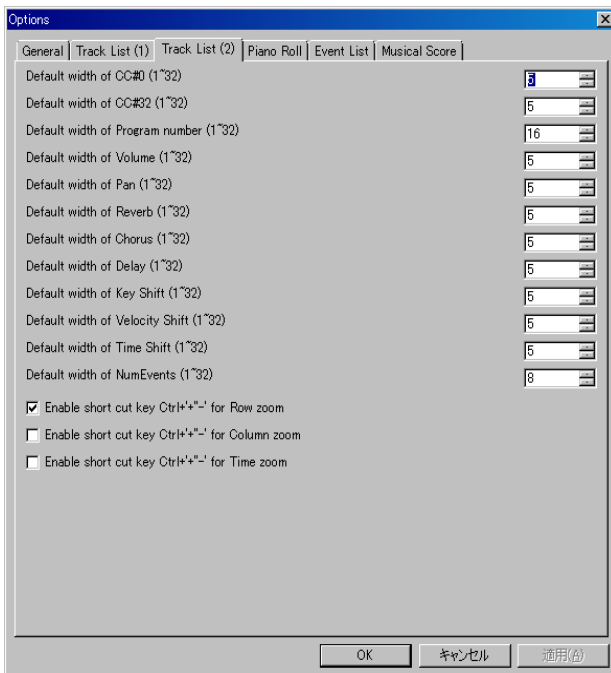 Options
General Track List (1) Track List (2) Piano Roll Event List Musical Score
Default width of CC#0 (1~32) 5
Default width of CC#32 (1~32) 5
Default width of Program number (1~32) 16
Default width of Volume (1~32) 5
Default width of Pan (1~32) 5
Default width of Reverb (1~32) 5
Default width of Chorus (1~32) 5
Default width of Delay (1~32) 5
Default width of Key Shift (1~32) 5
Default width of Velocity Shift (1~32) 5
Default width of Time Shift (1~32) 5
Default width of NumEvents (1~32) 8
Enable short cut key Ctrl+'+''-' for Row zoom
Enable short cut key Ctrl+'+''-' for Column zoom
Enable short cut key Ctrl+'+''-' for Time zoom
OK キャンセル 適用(A)